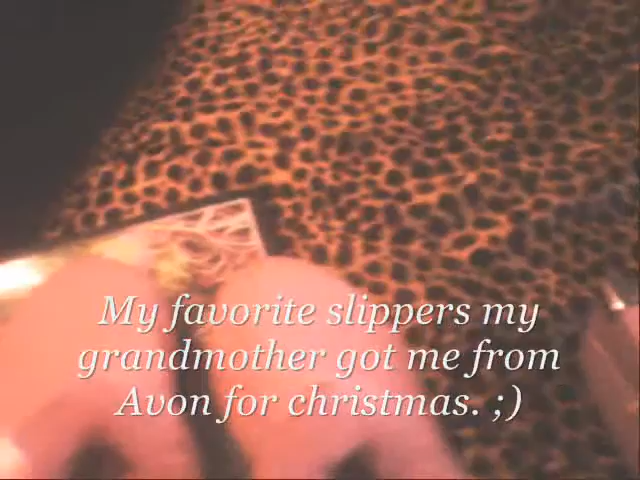 My favorite slippers my
grandmother got me from
Avon for christmas. ;)